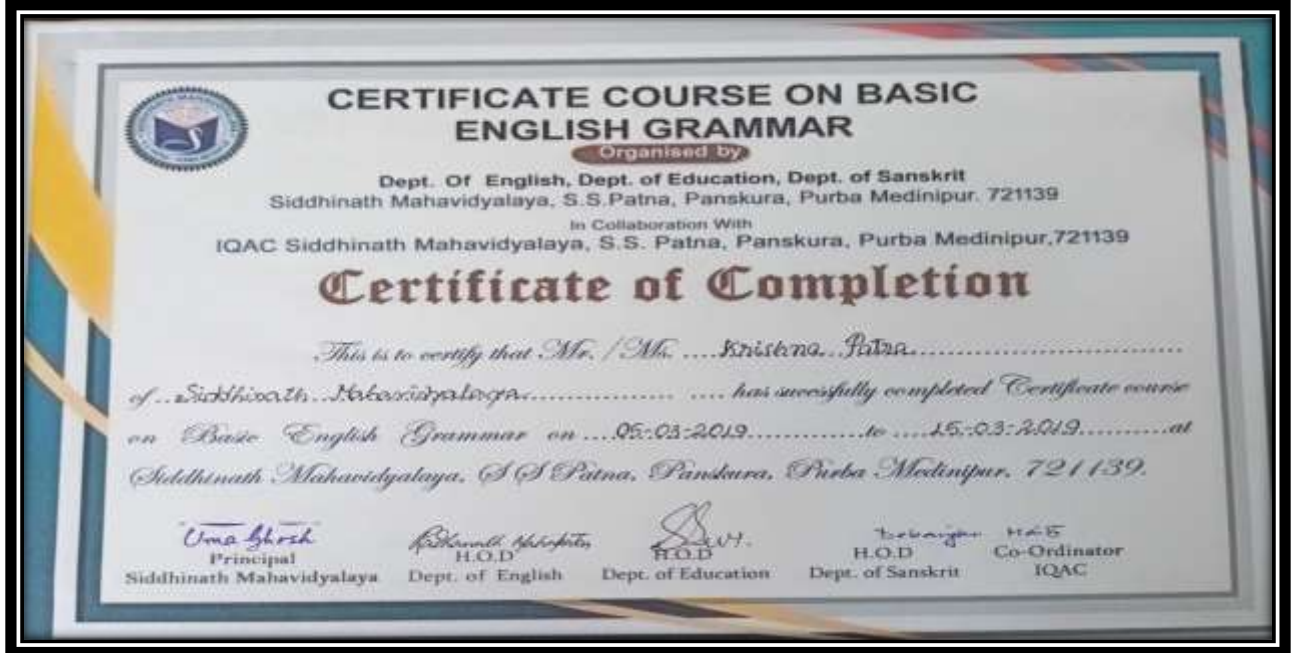 CERTIFICATE COURSE ON BASIC
ENGLISH GRAMMAR
Organised by
Dept. Of English, Dept. of Education, Dept. of Sanskrit
Siddhinath Mahavidyalaya, S.S.Patna, Panskura, Purba Medinipur. 721139
In Collaboration With
IQAC Siddhinath Mahavidyalaya, S.S. Patna, Panskura, Purba Medinipur,721139
Certificate of Completion
This is to certify that Mr. / Ms. .... Krishna Patra
of .. Siddhinath Mahavidyalaya .... has sucessfully completed Certificate course
on Basic English Grammar on .... 05-03-2019 .... to .... 15-03-2019 .... at
Siddhinath Mahavidyalaya, S S Patna, Panskura, Purba Medinipur, 721139.
Uma Ghosh
Principal H.O.D H.O.D H.O.D Co-Ordinator
Siddhinath Mahavidyalaya Dept. of English Dept. of Education Dept. of Sanskrit IQAC